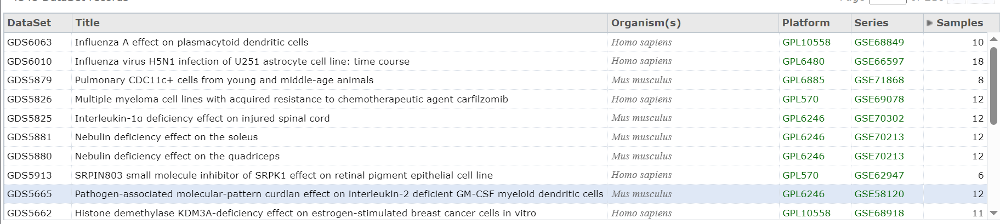 DataSet Title Organism(s) Platform Series Samples
GDS6063 Influenza A effect on plasmacytoid dendritic cells Homo sapiens GPL10558 GSE68849 10
GDS6010 Influenza virus H5N1 infection of U251 astrocyte cell line: time course Homo sapiens GPL6480 GSE66597 18
GDS5879 Pulmonary CDC11c+ cells from young and middle-age animals Mus musculus GPL6885 GSE71868 8
GDS5826 Multiple myeloma cell lines with acquired resistance to chemotherapeutic agent carfilzomib Homo sapiens GPL570 GSE69078 12
GDS5825 Interleukin-1α deficiency effect on injured spinal cord Mus musculus GPL6246 GSE70302 12
GDS5881 Nebulin deficiency effect on the soleus Mus musculus GPL6246 GSE70213 12
GDS5880 Nebulin deficiency effect on the quadriceps Mus musculus GPL6246 GSE70213 12
GDS5913 SRPIN803 small molecule inhibitor of SRPK1 effect on retinal pigment epithelial cell line Homo sapiens GPL570 GSE62947 6
GDS5665 Pathogen-associated molecular-pattern curdlan effect on interleukin-2 deficient GM-CSF myeloid dendritic cells Mus musculus GPL6246 GSE58120 12
GDS5662 Histone demethylase KDM3A-deficiency effect on estrogen-stimulated breast cancer cells in vitro Homo sapiens GPL10558 GSE68918 11